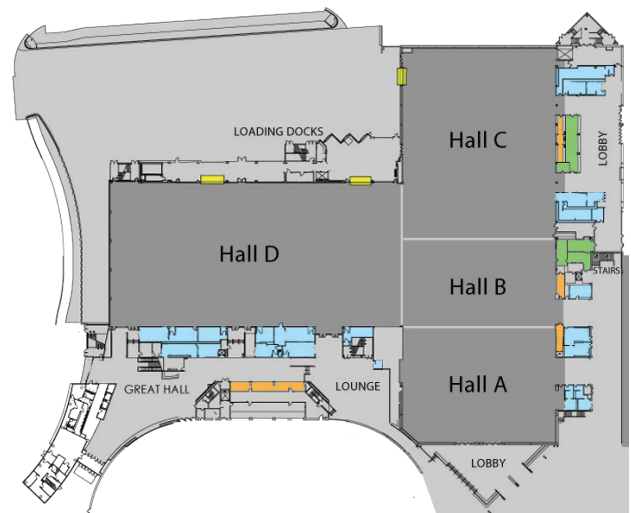 LOADING DOCKS
Hall C
LOBBY
Hall D
STAIRS
Hall B
GREAT HALL
LOUNGE
Hall A
LOBBY